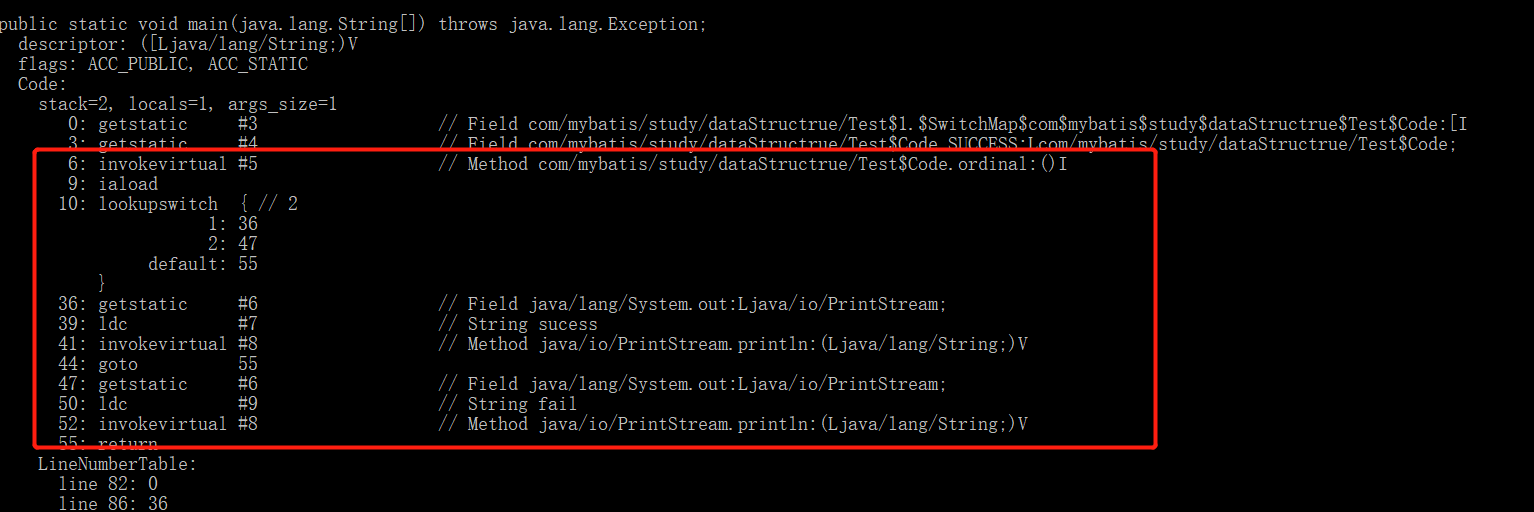 public static void main(java.lang.String[]) throws java.lang.Exception;
descriptor: ([Ljava/lang/String;)V
flags: ACC_PUBLIC, ACC_STATIC
Code:
stack=2, locals=1, args_size=1
0: getstatic #3 // Field com/mybatis/study/dataStructrue/Test$1.$SwitchMap$com$mybatis$study$dataStructrue$Test$Code:[I
3: getstatic #4 // Field com/mybatis/study/dataStructrue/Test$Code.SUCCESS:Lcom/mybatis/study/dataStructrue/Test$Code;
6: invokevirtual #5 // Method com/mybatis/study/dataStructrue/Test$Code.ordinal:()I
9: iaload
10: lookupswitch { // 2
1: 36
2: 47
default: 55
}
36: getstatic #6 // Field java/lang/System.out:Ljava/io/PrintStream;
39: ldc #7 // String sucess
41: invokevirtual #8 // Method java/io/PrintStream.println:(Ljava/lang/String;)V
44: goto 55
47: getstatic #6 // Field java/lang/System.out:Ljava/io/PrintStream;
50: ldc #9 // String fail
52: invokevirtual #8 // Method java/io/PrintStream.println:(Ljava/lang/String;)V
55: return
LineNumberTable:
line 82: 0
line 86: 36